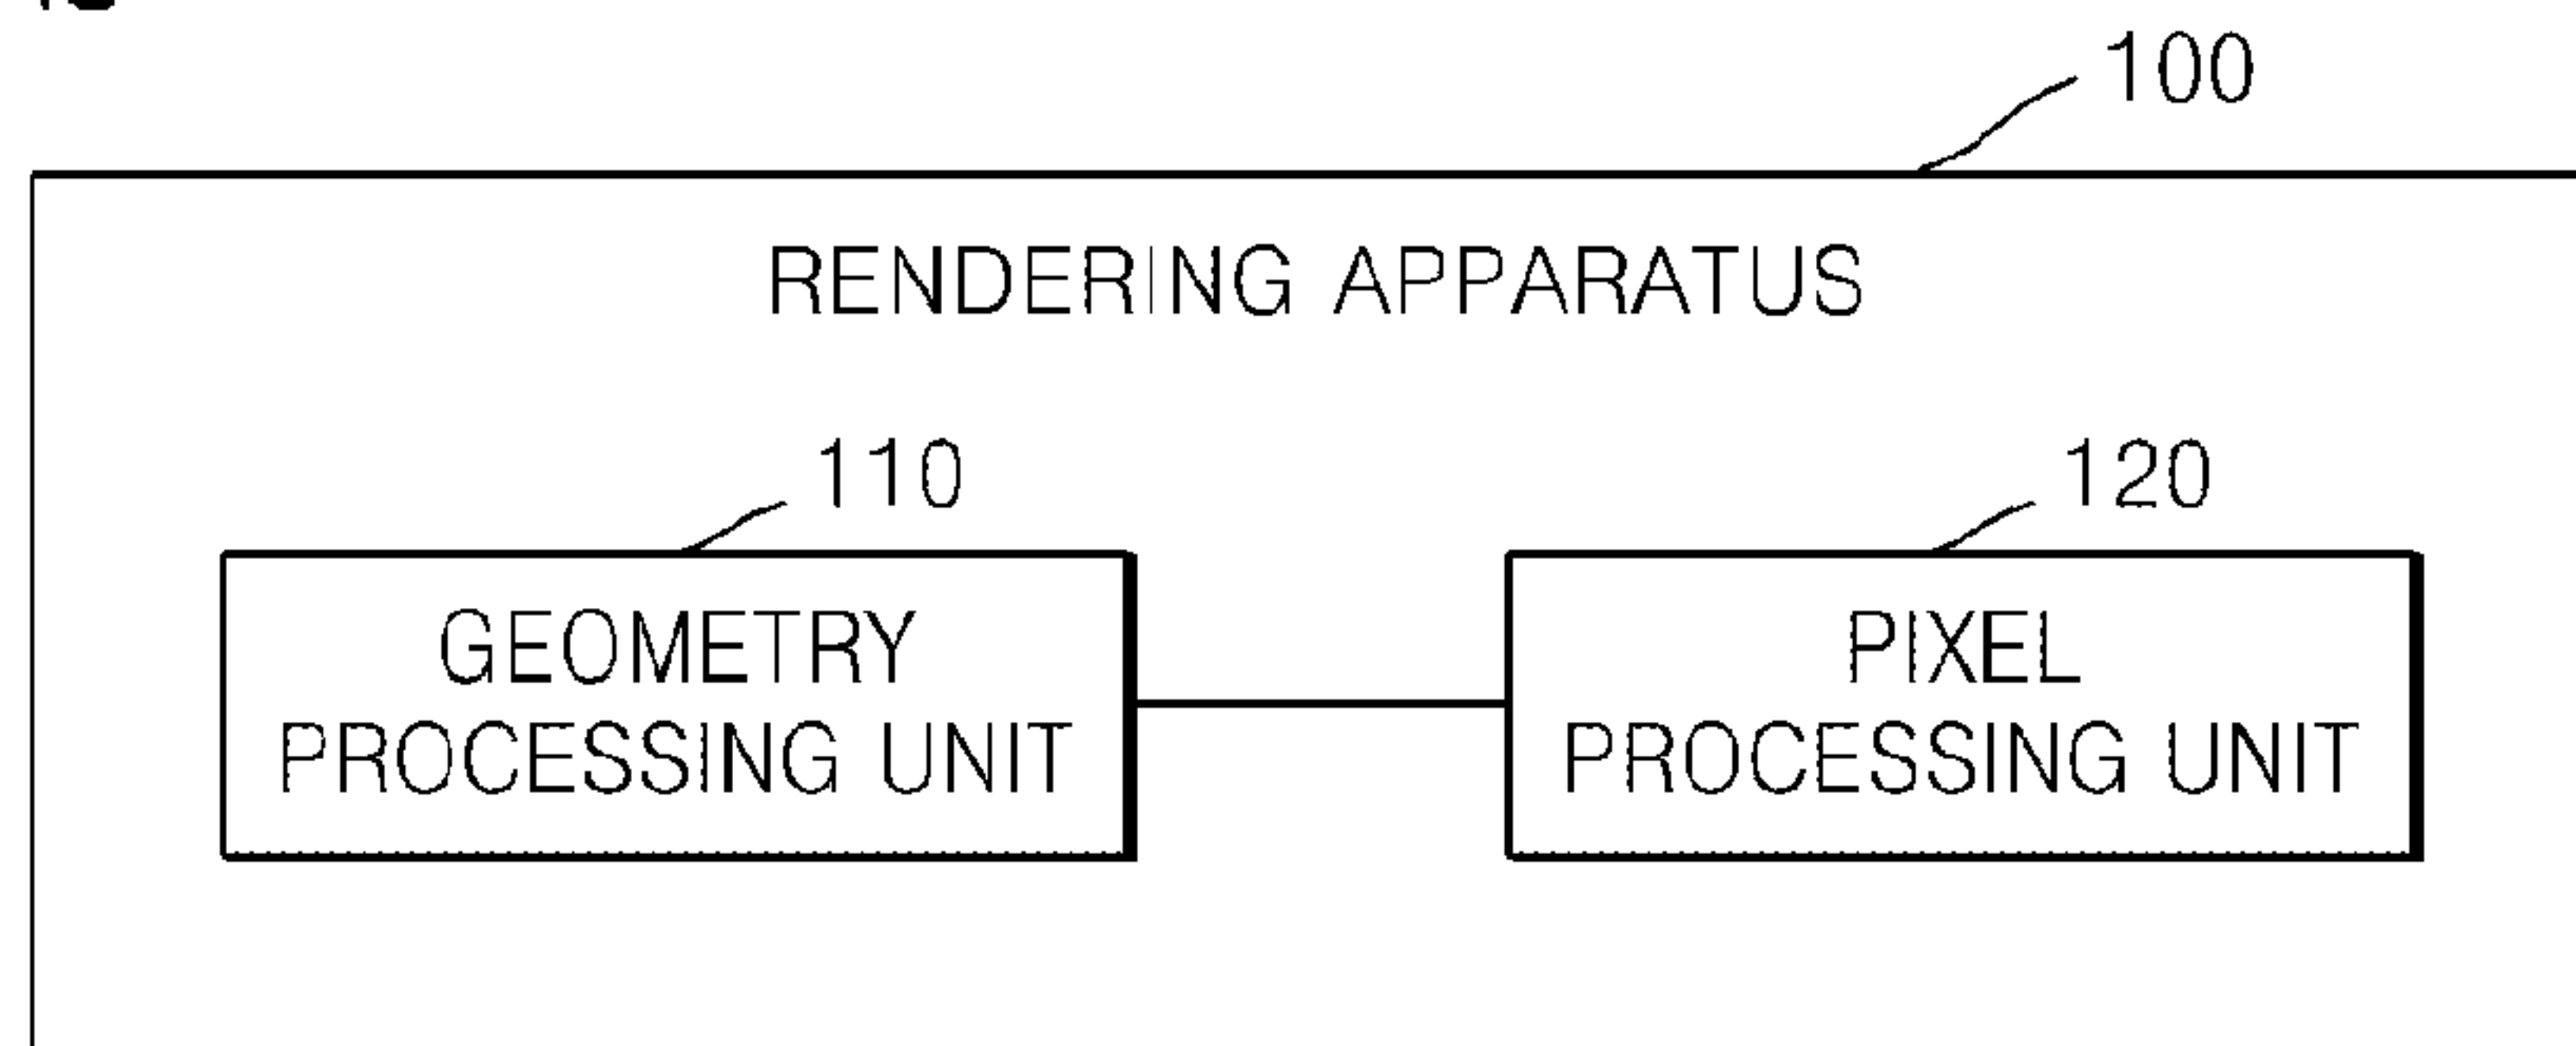 100
RENDERING APPARATUS
110
120
GEOMETRY
PROCESSING UNIT
PIXEL
PROCESSING UNIT